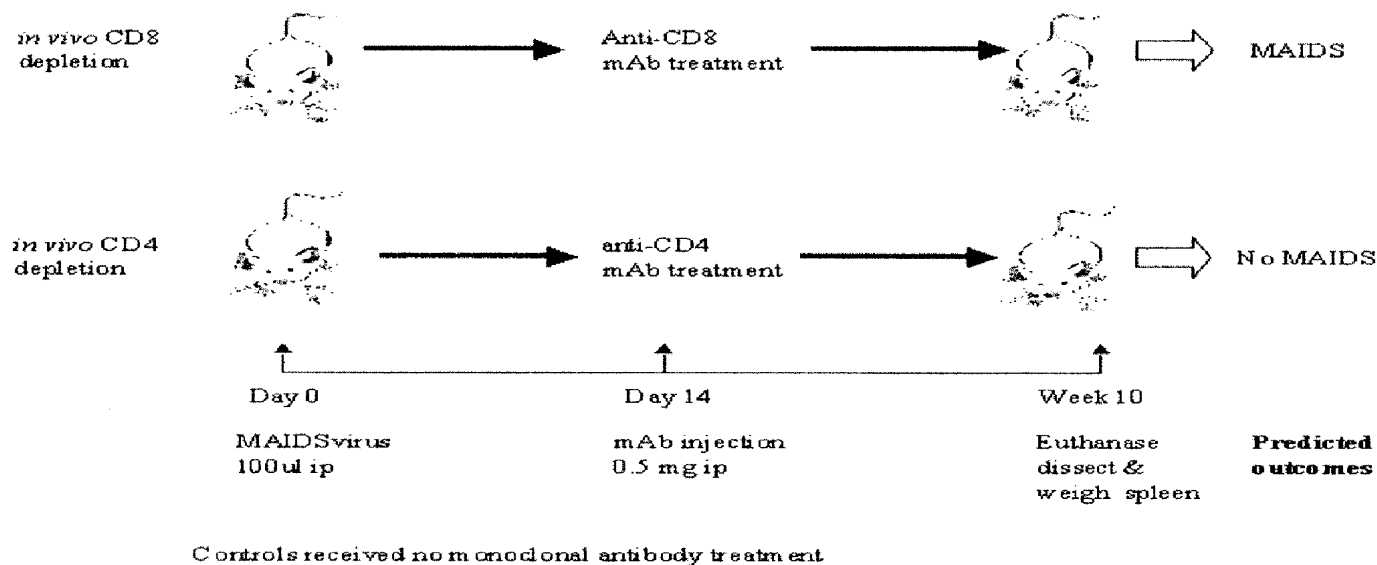 in vivo CD8
depletion
Anti-CD8
mAb treatment
MAIDS
in vivo CD4
depletion
anti-CD4
mAb treatment
No MAIDS
Day 0
Day 14
Week 10
MAIDSvirus
100ul ip
mAb injection
0.5 mg ip
Euthanase
dissect &
weigh spleen
Predicted
outcomes
Controls received no monoclonal antibody treatment